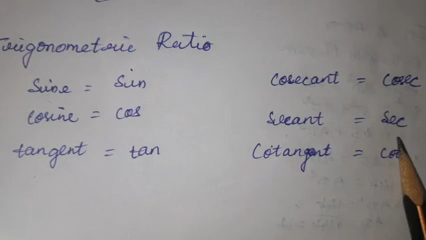 Trigonometric Ratio
Sine = Sin
cosecant = cosec
cosine = cos
Secant = Sec
tangent = tan
Cotangent =